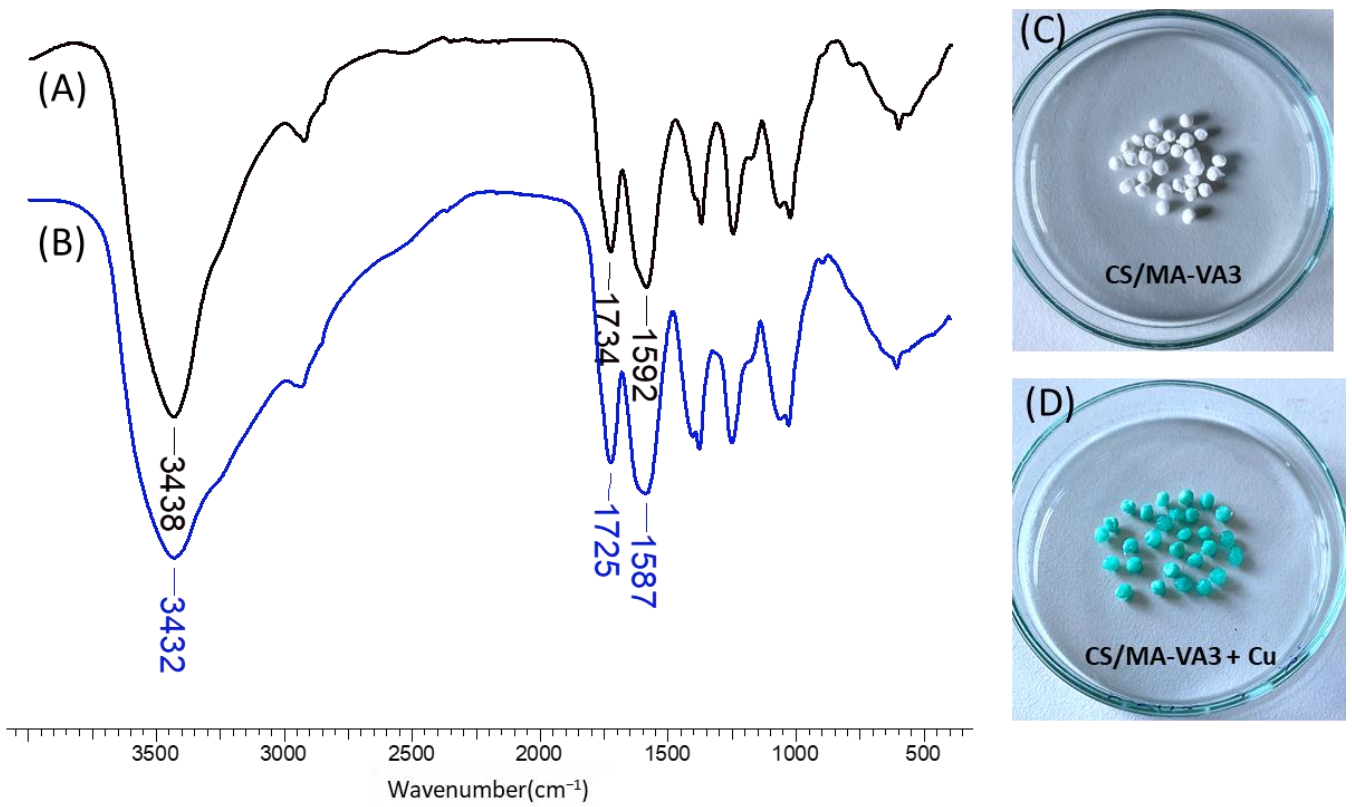 (A)
3438
1734
1592
(B)
3432
1725
1587
3500 3000 2500 2000 1500 1000 500
Wavenumber(cm⁻¹)
(C)
CS/MA-VA3
(D)
CS/MA-VA3 + Cu